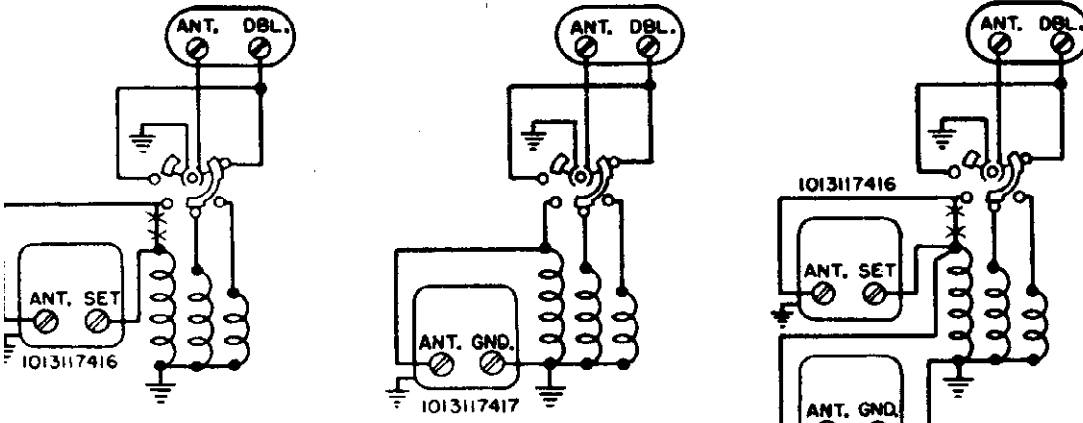 ANT. DBL.
ANT. DBL.
ANT. DBL.
1013117416
ANT. SET
1013117416
ANT. GND.
1013117417
ANT. SET
ANT. GND.